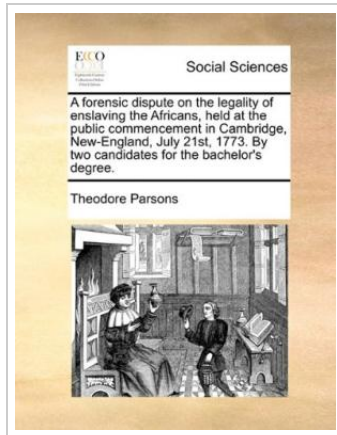 ECCO
Social Sciences
A forensic dispute on the legality of
enslaving the Africans, held at the
public commencement in Cambridge,
New-England, July 21st, 1773. By
two candidates for the bachelor's
degree.
Theodore Parsons